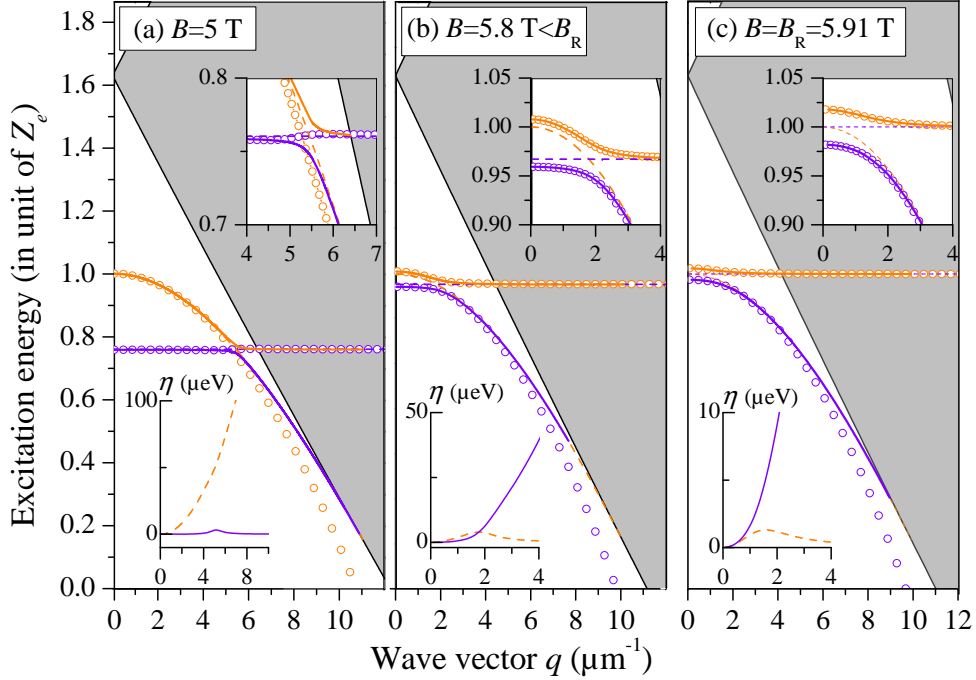 (a) B=5 T
(b) B=5.8 T<B_R
(c) B=B_R=5.91 T
Excitation energy (in unit of Z_e)
1.8
1.6
1.4
1.2
1.0
0.8
0.6
0.4
0.2
0.0
0.8
0.7
4 5 6 7
1.05
1.00
0.95
0.90
0 2 4
1.05
1.00
0.95
0.90
0 2 4
η (µeV)
100
0
0 4 8
η (µeV)
50
0
0 2 4
η (µeV)
10
0
0 2 4
0 2 4 6 8 10
0 2 4 6 8 10
0 2 4 6 8 10 12
Wave vector q (µm⁻¹)